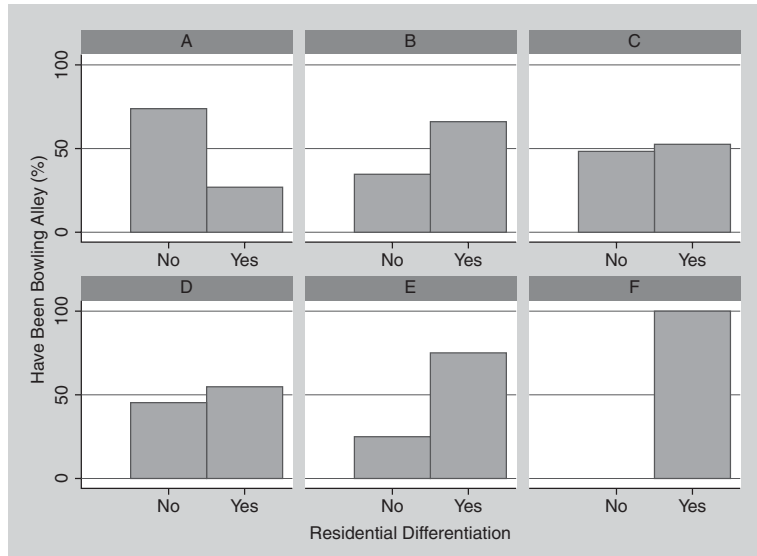 A B C
100
50
0
No Yes No Yes No Yes
D E F
100
50
0
No Yes No Yes No Yes
Have Been Bowling Alley (%)
Residential Differentiation